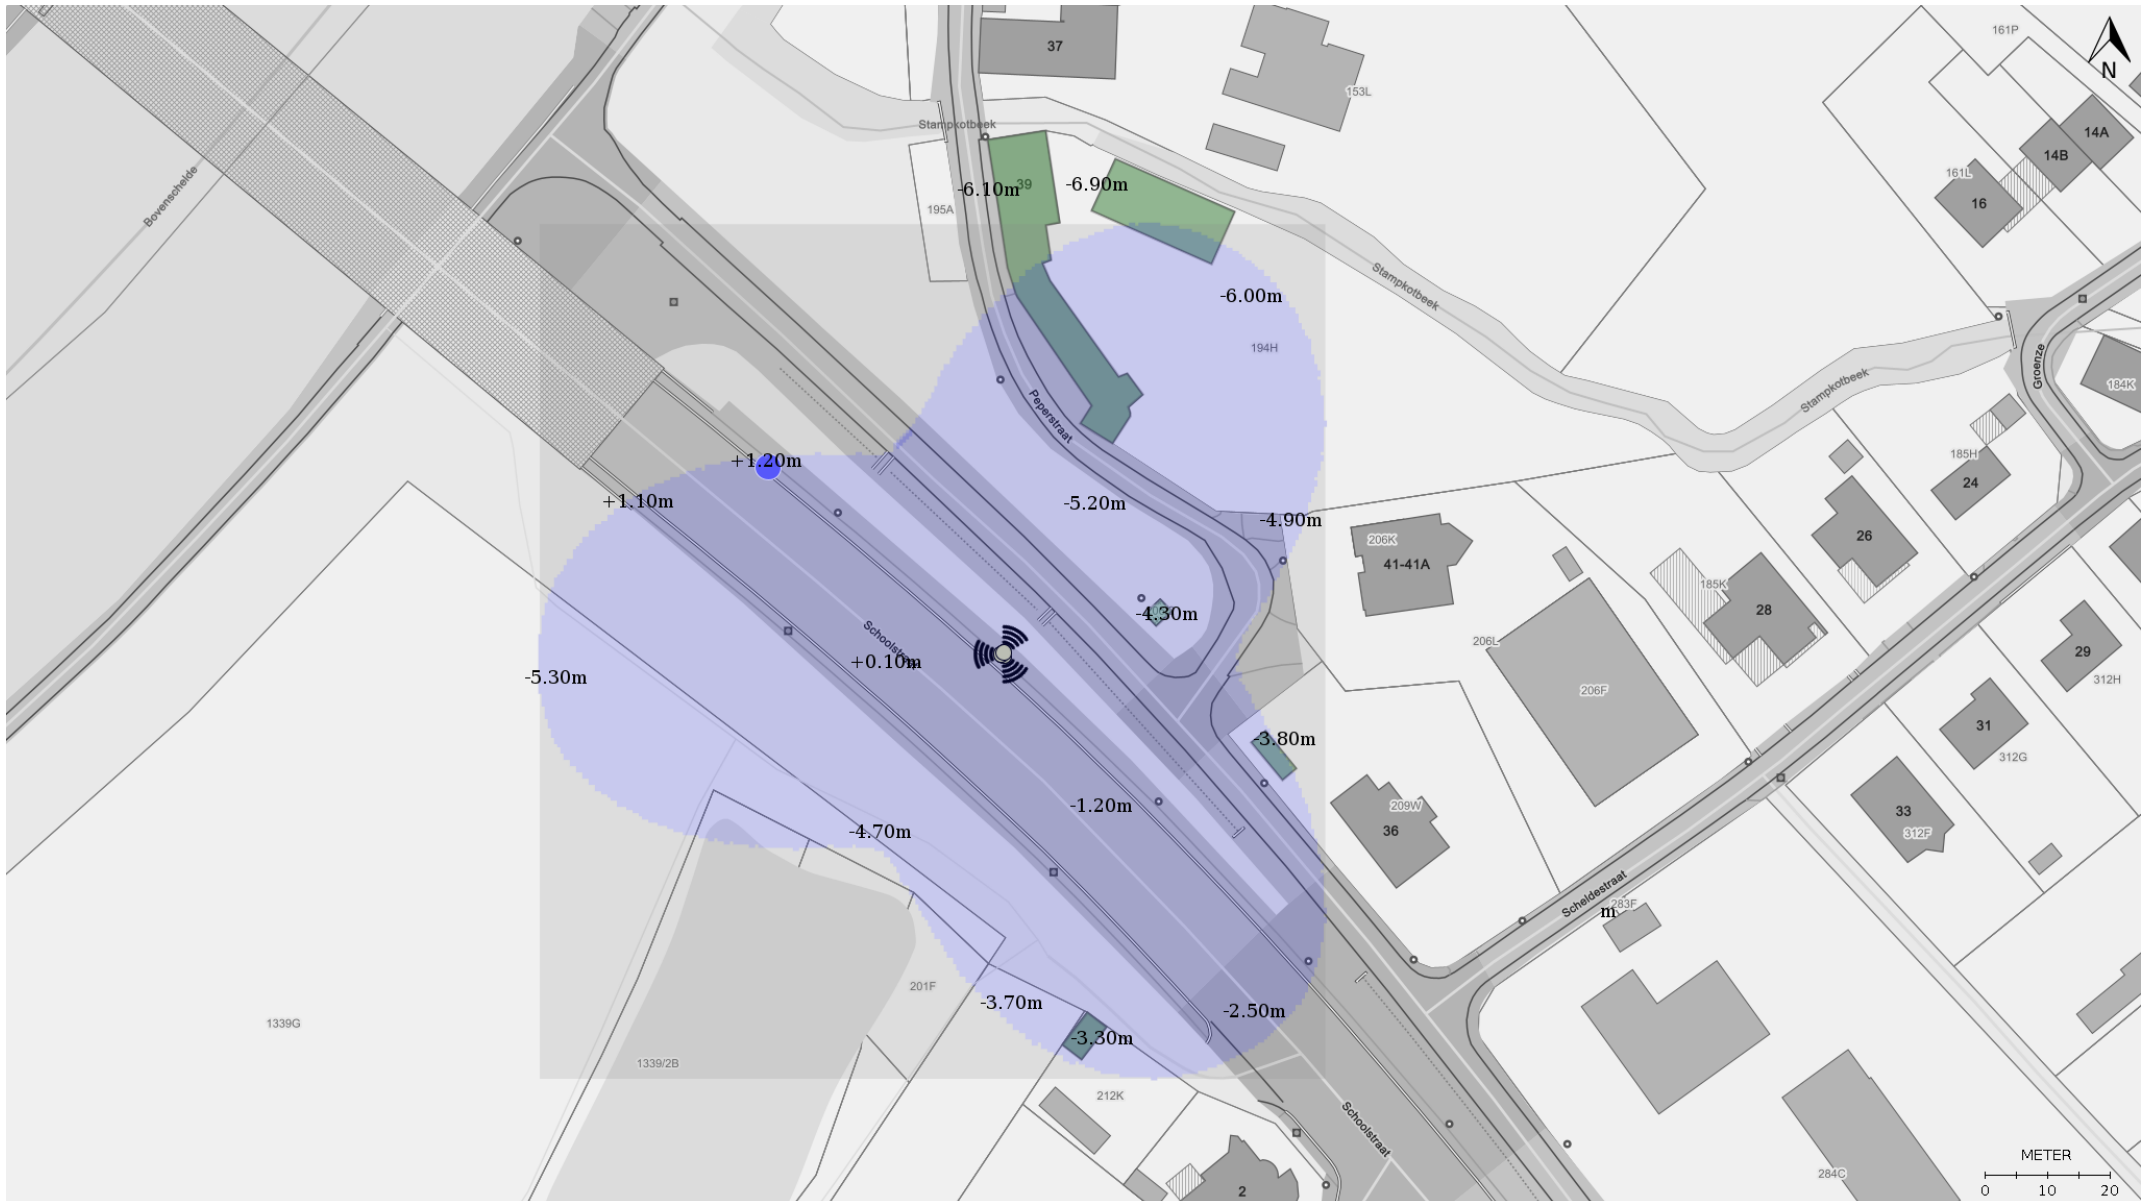 161P
N
37
153L
Stampkotbeek
14A
14B
161L
16
Bovenschelde
-6.10m
39
-6.90m
195A
Stampkotbeek
-6.00m
194H
Groenze
184K
Stampkotbeek
Peperstraat
185H
24
+1.20m
+1.10m
-5.20m
-4.90m
206K
41-41A
26
185K
28
-4.30m
Schoolstraat
+0.10m
206L
29
312H
-5.30m
206F
31
312G
-3.80m
-1.20m
209W
36
-4.70m
33
312F
Scheldestraat
283F
m
201F
-3.70m
-2.50m
1339G
-3.30m
1339/2B
212K
Schoolstraat
284C
2
METER
0 10 20